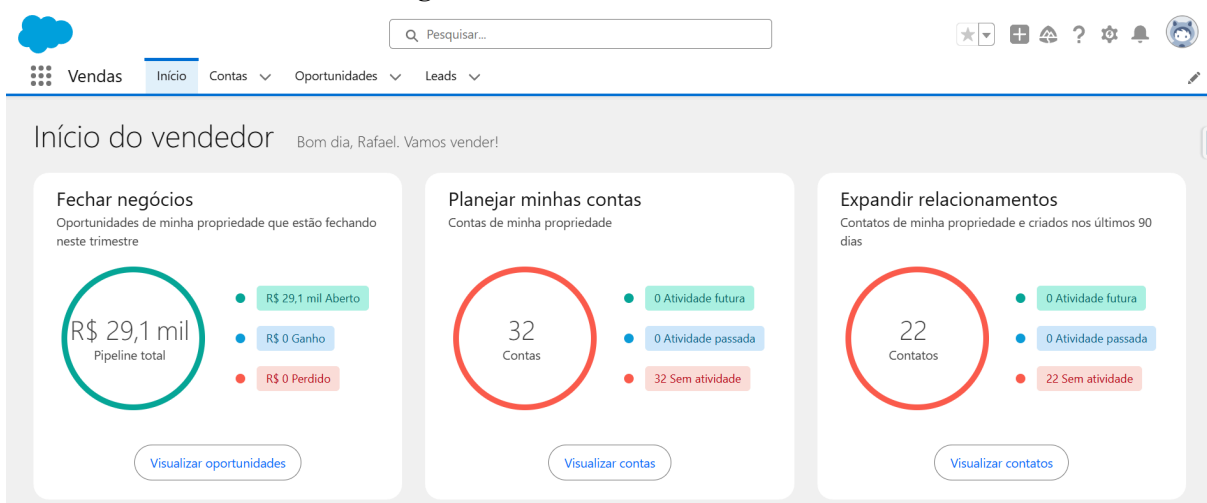 Pesquisar...
Vendas Início Contas Oportunidades Leads
Início do vendedor Bom dia, Rafael. Vamos vender!
Fechar negócios
Oportunidades de minha propriedade que estão fechando
neste trimestre
R$ 29,1 mil
Pipeline total
R$ 29,1 mil Aberto
R$ 0 Ganho
R$ 0 Perdido
Visualizar oportunidades
Planejar minhas contas
Contas de minha propriedade
32
Contas
0 Atividade futura
0 Atividade passada
32 Sem atividade
Visualizar contas
Expandir relacionamentos
Contatos de minha propriedade e criados nos últimos 90
dias
22
Contatos
0 Atividade futura
0 Atividade passada
22 Sem atividade
Visualizar contatos